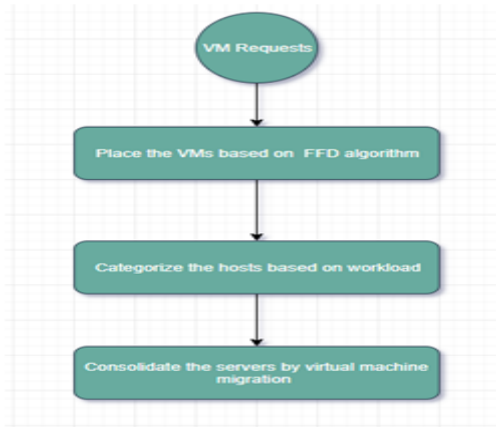 VM Requests
Place the VMs based on FFD algorithm
Categorize the hosts based on workload
Consolidate the servers by virtual machine
migration